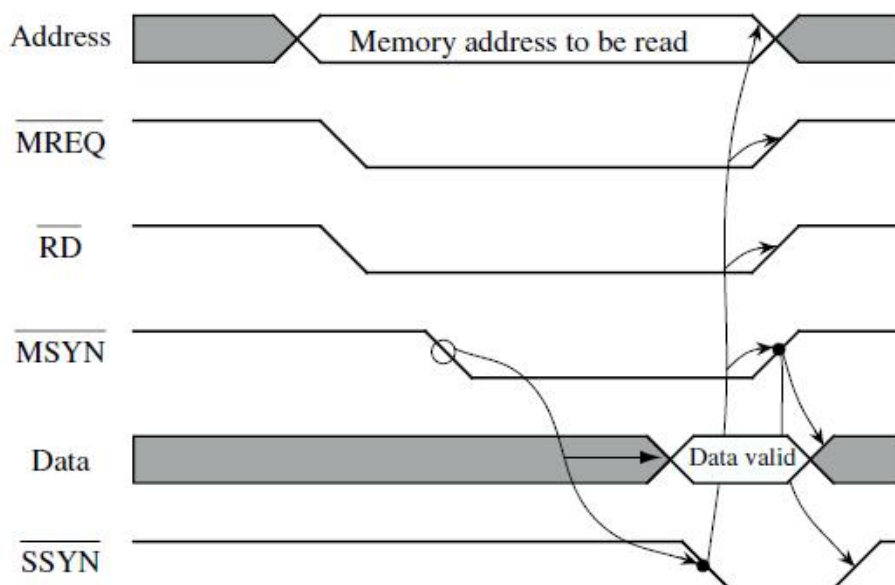 Address
Memory address to be read
MREQ
RD
MSYN
Data
Data valid
SSYN